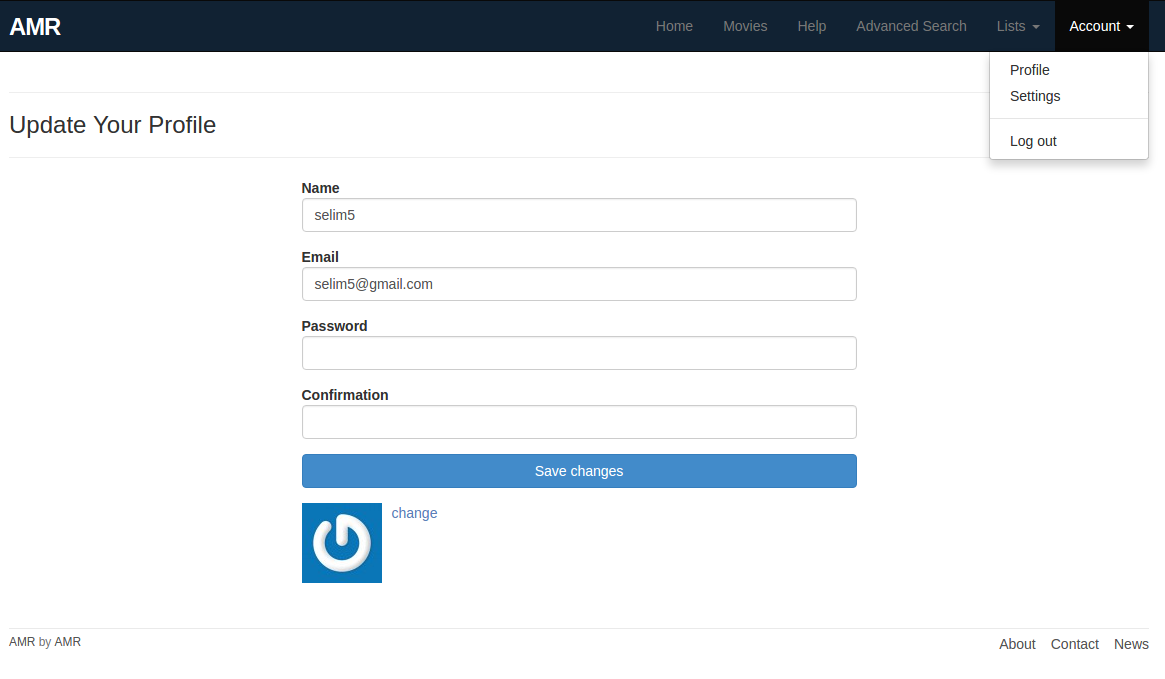 AMR Home Movies Help Advanced Search Lists Account
Profile
Settings
Log out
Update Your Profile
Name
selim5
Email
selim5@gmail.com
Password
Confirmation
Save changes
change
AMR by AMR About Contact News